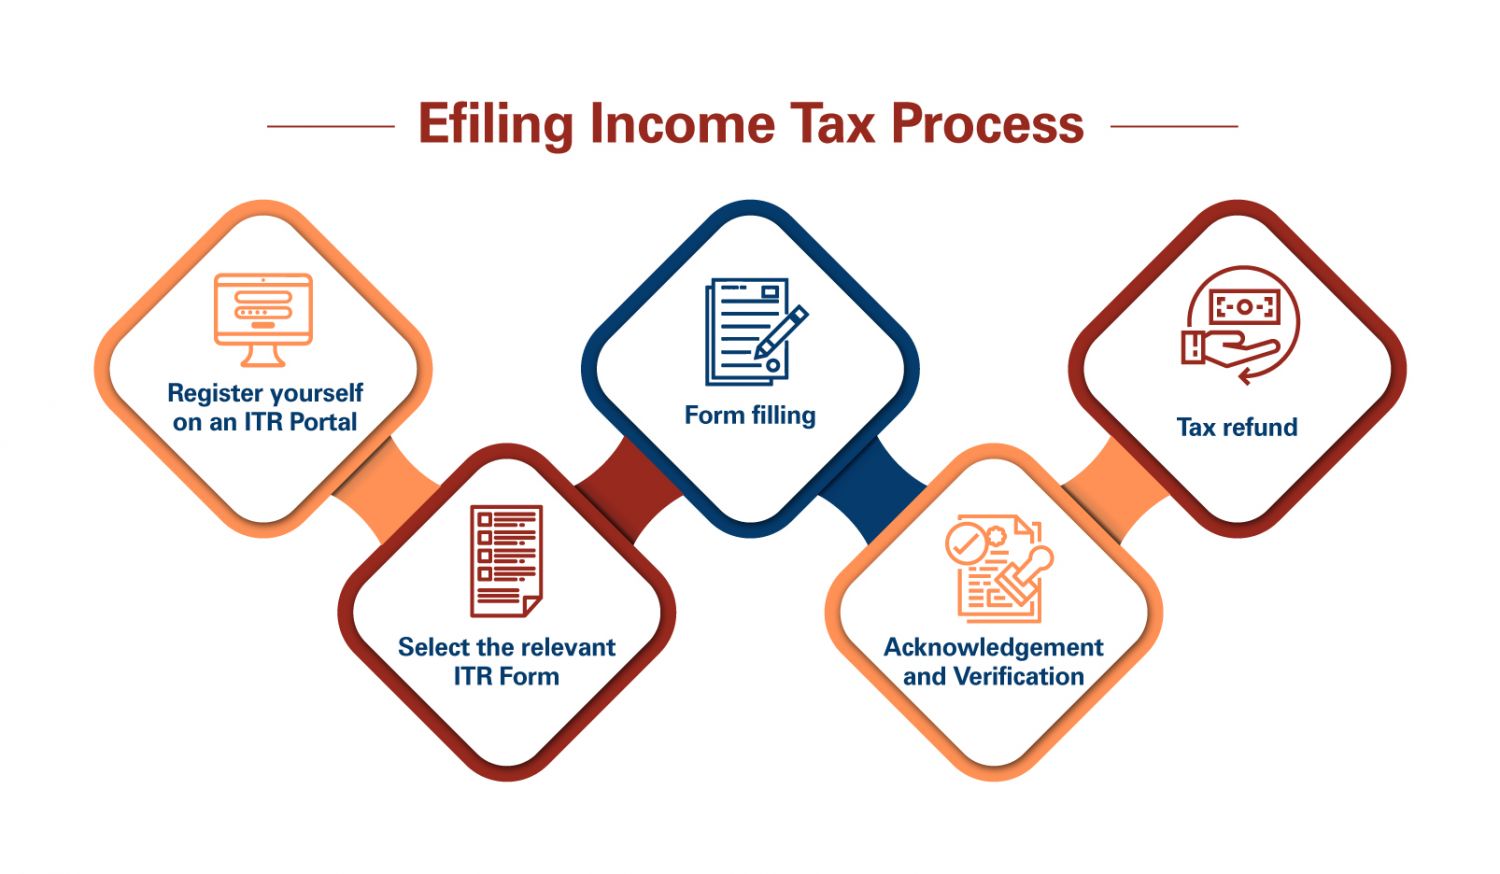 Efiling Income Tax Process
Register yourself
on an ITR Portal
Select the relevant
ITR Form
Form filling
Acknowledgement
and Verification
Tax refund